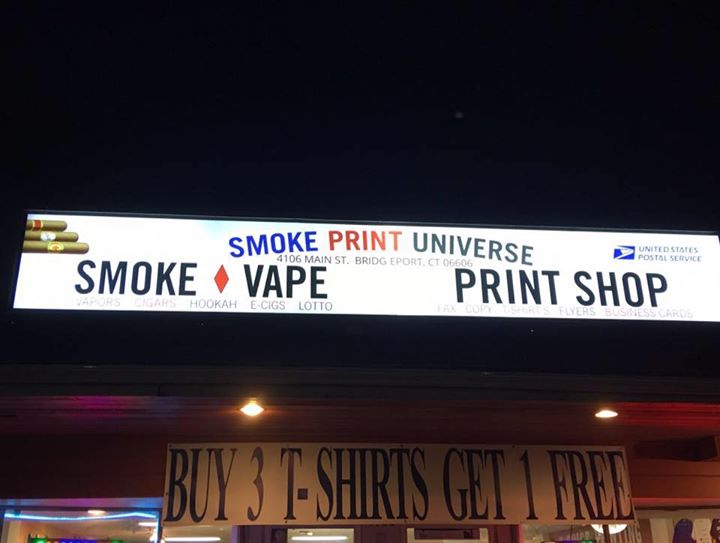 SMOKE PRINT UNIVERSE
4106 MAIN ST. BRIDG EPORT, CT 06606
UNITED STATES
POSTAL SERVICE
SMOKE ♦ VAPE
VAPORS CIGARS HOOKAH E-CIGS LOTTO
PRINT SHOP
FAX COPY T-SHIRTS FLYERS BUSINESS CARDS
BUY 3 T-SHIRTS GET 1 FREE